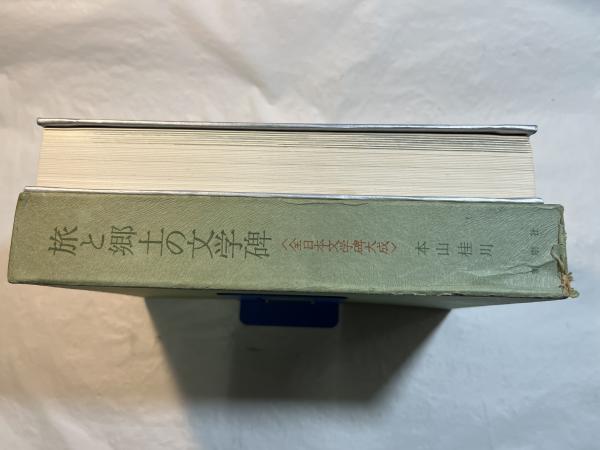 旅と郷土の文学碑
〈全日本文学碑大成〉
本山桂川